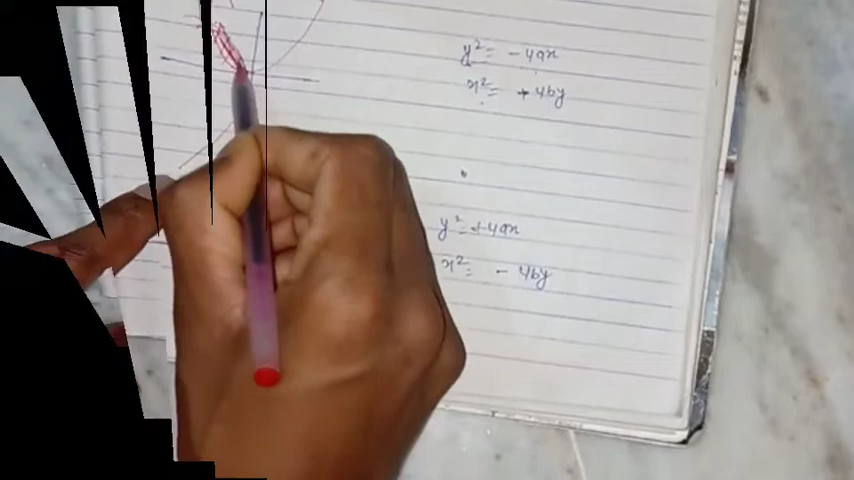 y² = - 4ax
x² = + 4by
y² = + 4ax
x² = - 4by